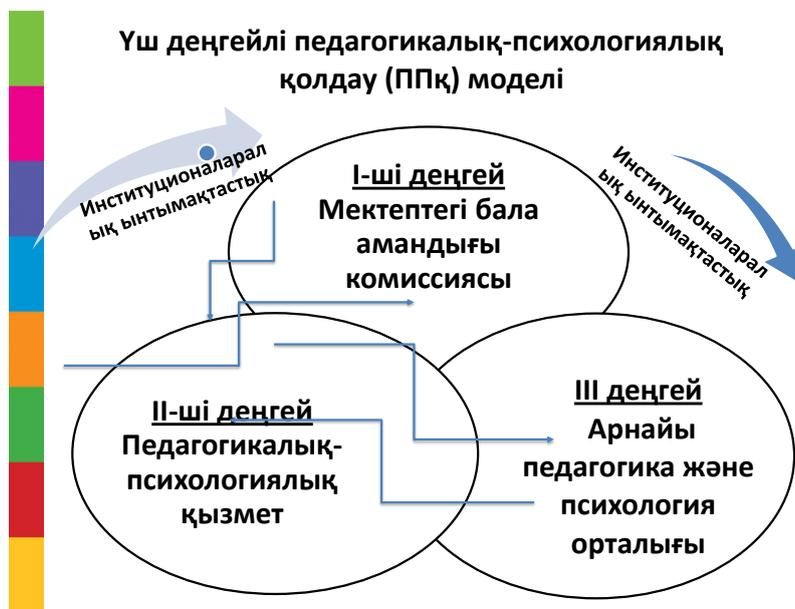 Үш деңгейлі педагогикалық-психологиялық
қолдау (ППқ) моделі
Институционаларал
ық ынтымақтастық
І-ші деңгей
Мектептегі бала
амандығы
комиссиясы
Институционаларал
ық ынтымақтастық
ІІ-ші деңгей
Педагогикалық-
психологиялық
қызмет
ІІІ деңгей
Арнайы
педагогика және
психология
орталығы